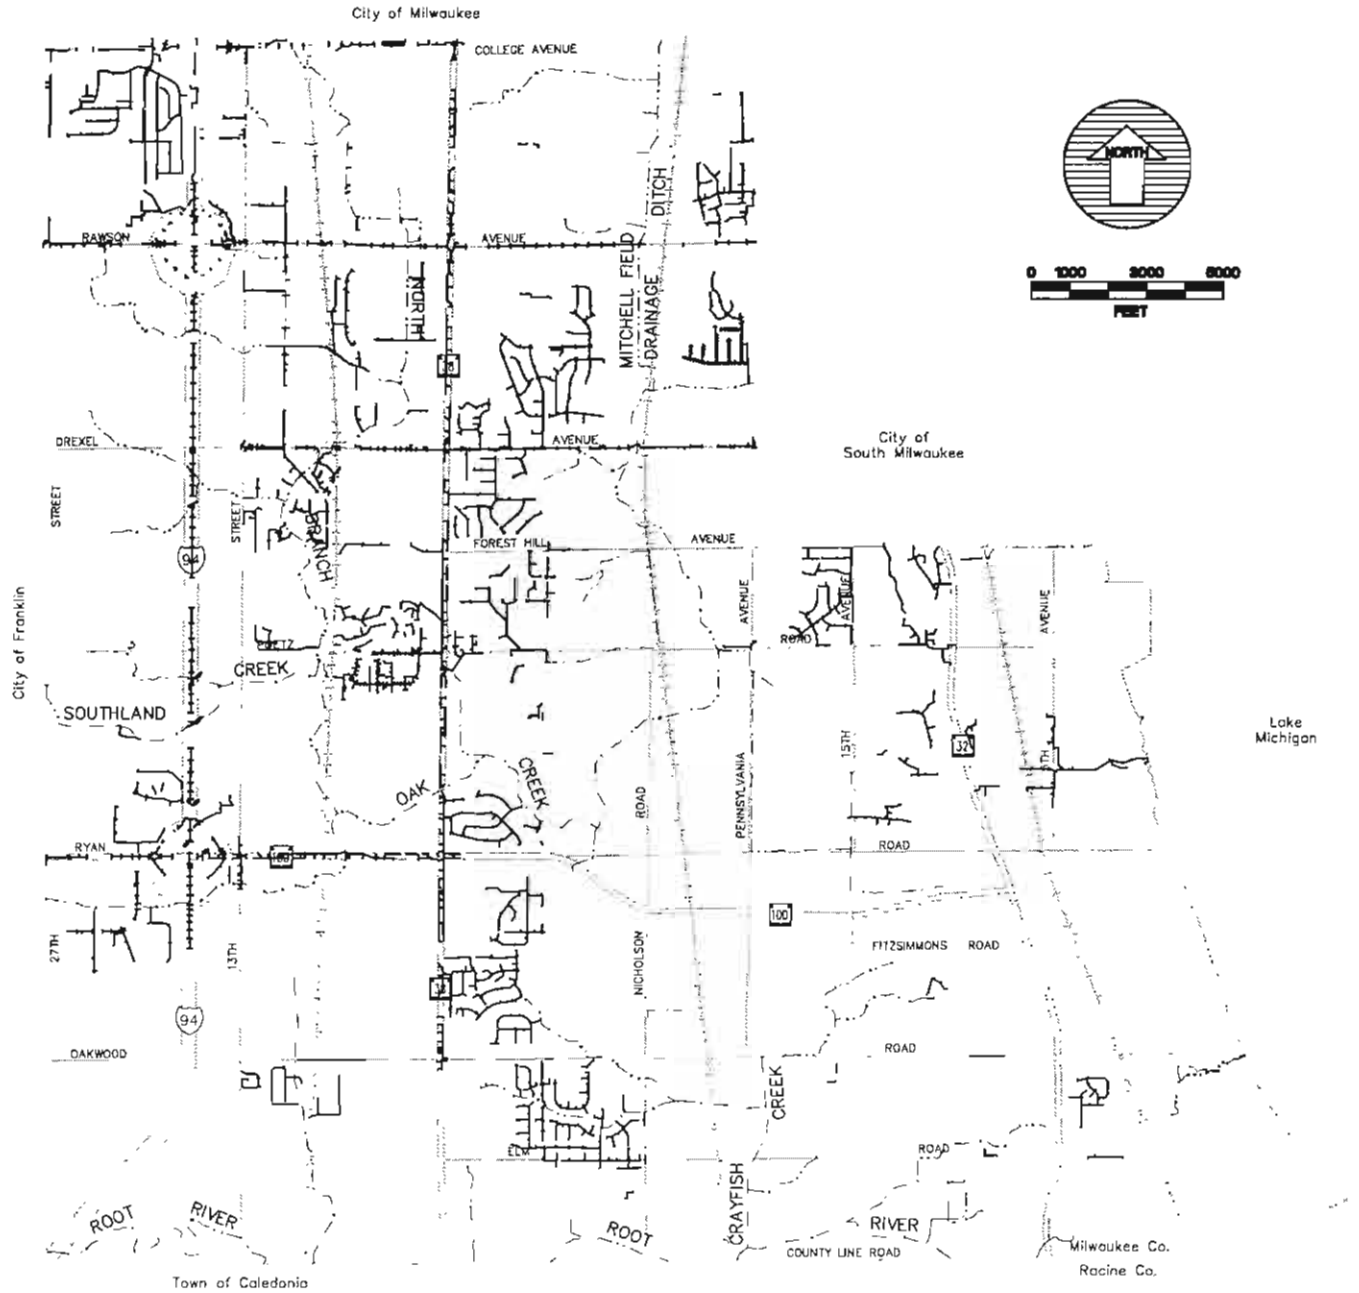 City of Milwaukee
COLLEGE AVENUE
NORTH
RAWSON
AVENUE
MITCHELL FIELD
DRAINAGE DITCH
0 1000 3000 5000
FEET
NORTH
DREXEL
AVENUE
City of
South Milwaukee
STREET
STREET
BRANCH
94
FOREST HILL
AVENUE
AVENUE
AVENUE
AVENUE
City of Franklin
PUETZ
ROAD
CREEK
SOUTHLAND
Lake
Michigan
32
15TH
PENNSYLVANIA
ROAD
OAK
CREEK
RYAN
ROAD
100
27TH
13TH
NICHOLSON
FITZSIMMONS ROAD
94
OAKWOOD
ROAD
CREEK
ELM
ROAD
CRAYFISH
ROOT
RIVER
ROOT
RIVER
COUNTY LINE ROAD
Milwaukee Co.
Racine Co.
Town of Caledonia